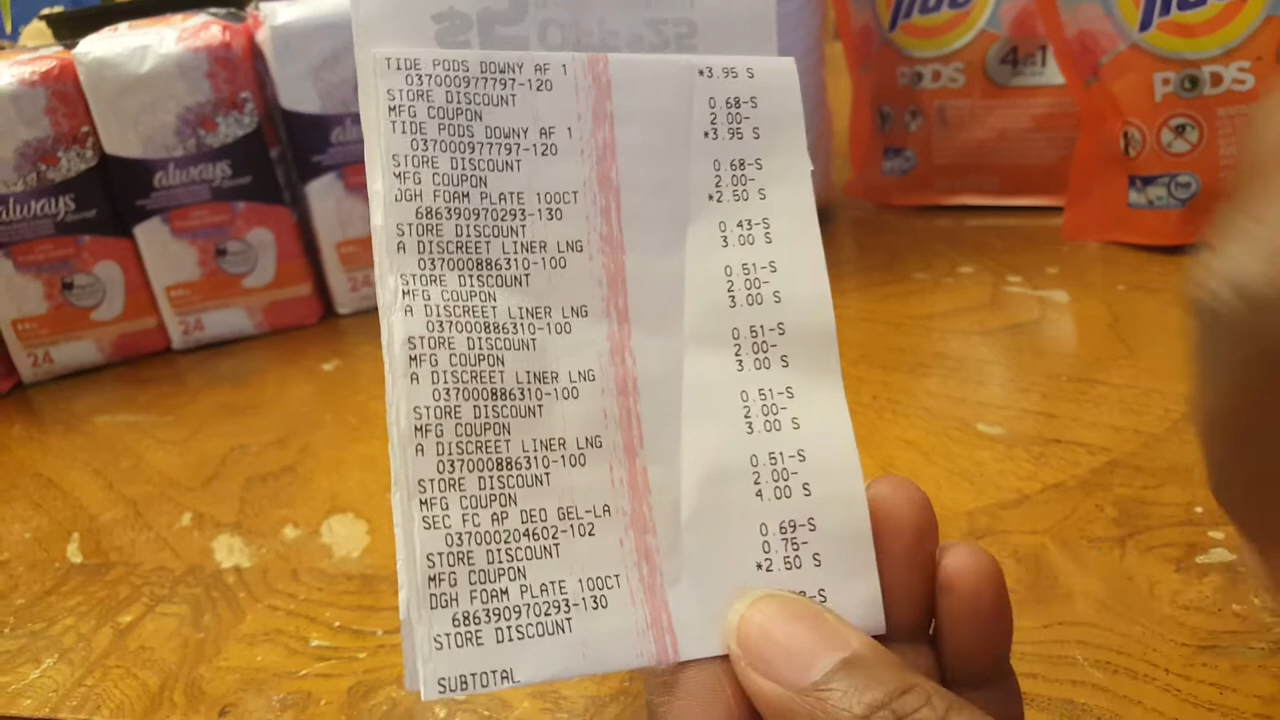 TIDE PODS DOWNY AF 1 *3.95 S
037000977797-120
STORE DISCOUNT 0.68-S
MFG COUPON 2.00-
TIDE PODS DOWNY AF 1 *3.95 S
037000977797-120
STORE DISCOUNT 0.68-S
MFG COUPON 2.00-
DGH FOAM PLATE 100CT *2.50 S
686390970293-130
STORE DISCOUNT 0.43-S
A DISCREET LINER LNG 3.00 S
037000886310-100
STORE DISCOUNT 0.51-S
MFG COUPON 2.00-
A DISCREET LINER LNG 3.00 S
037000886310-100
STORE DISCOUNT 0.51-S
MFG COUPON 2.00-
A DISCREET LINER LNG 3.00 S
037000886310-100
STORE DISCOUNT 0.51-S
MFG COUPON 2.00-
A DISCREET LINER LNG 3.00 S
037000886310-100
STORE DISCOUNT 0.51-S
MFG COUPON 2.00-
SEC FC AP DEO GEL-LA 4.00 S
037000204602-102
STORE DISCOUNT 0.69-S
MFG COUPON 0.75-
DGH FOAM PLATE 100CT *2.50 S
686390970293-130
STORE DISCOUNT -S
SUBTOTAL
always
24
always
24
24
Tide
PODS
4in1
Tide
PODS
he